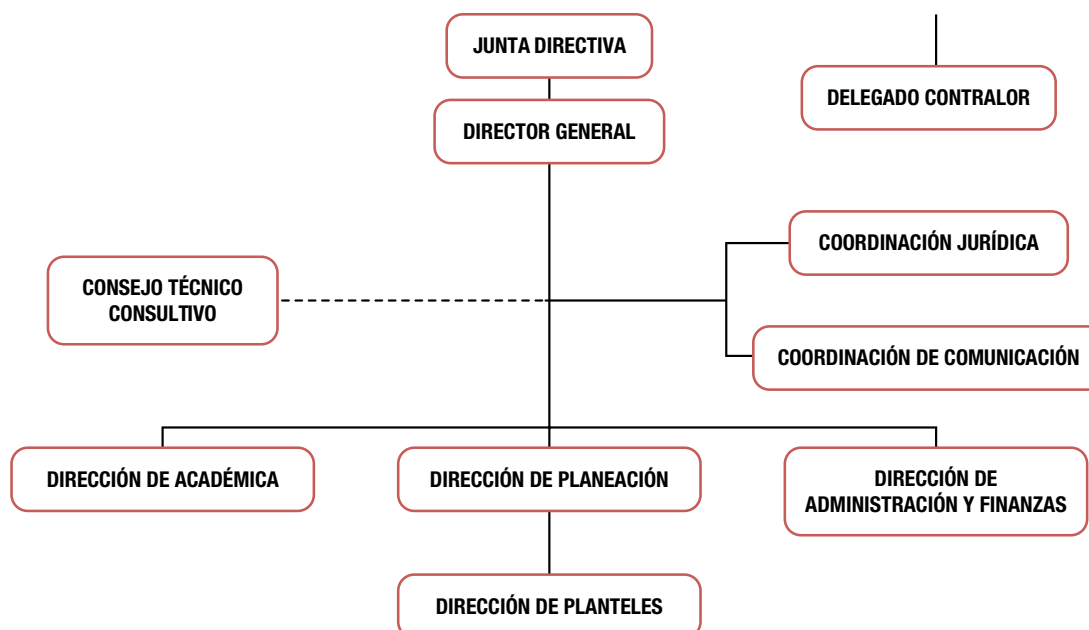 JUNTA DIRECTIVA
DELEGADO CONTRALOR
DIRECTOR GENERAL
COORDINACIÓN JURÍDICA
CONSEJO TÉCNICO
CONSULTIVO
COORDINACIÓN DE COMUNICACIÓN
DIRECCIÓN DE ACADÉMICA
DIRECCIÓN DE PLANEACIÓN
DIRECCIÓN DE
ADMINISTRACIÓN Y FINANZAS
DIRECCIÓN DE PLANTELES